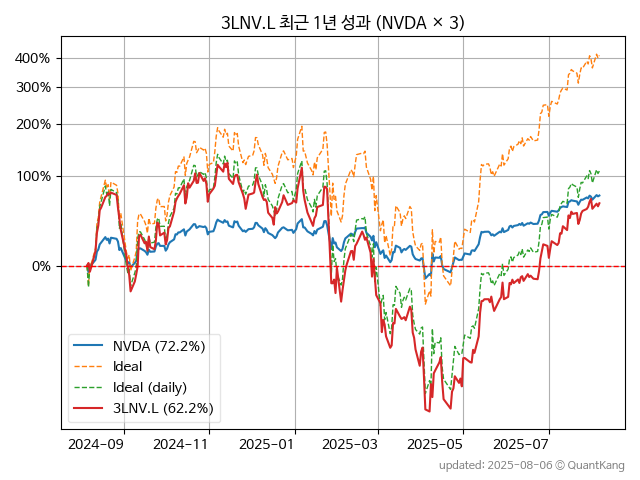 3LNV.L 최근 1년 성과 (NVDA × 3)
400%
300%
200%
100%
0%
NVDA (72.2%)
Ideal
Ideal (daily)
3LNV.L (62.2%)
2024-09
2024-11
2025-01
2025-03
2025-05
2025-07
updated: 2025-08-06 ⓒ QuantKang